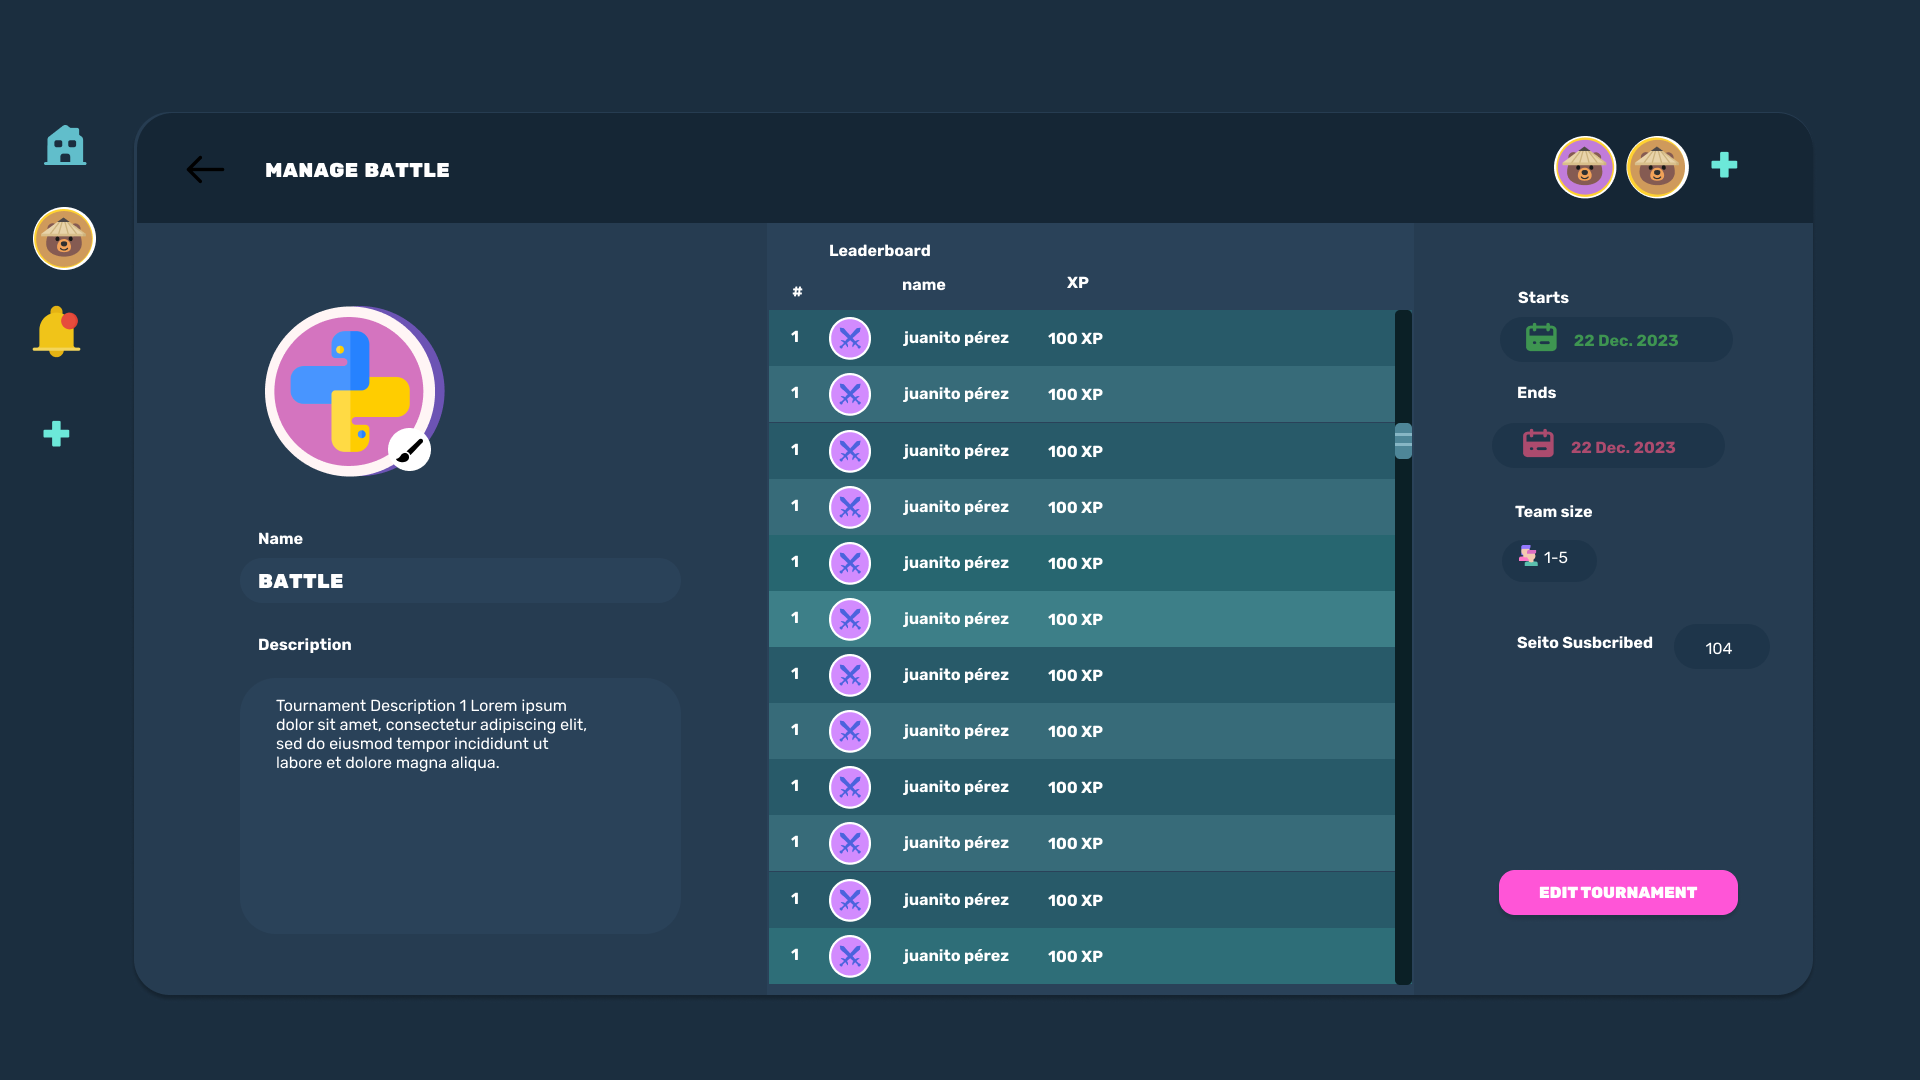 MANAGE BATTLE
Name
BATTLE
Description
Tournament Description 1 Lorem ipsum
dolor sit amet, consectetur adipiscing elit,
sed do eiusmod tempor incididunt ut
labore et dolore magna aliqua.
Leaderboard
# name XP
1 juanito pérez 100 XP
1 juanito pérez 100 XP
1 juanito pérez 100 XP
1 juanito pérez 100 XP
1 juanito pérez 100 XP
1 juanito pérez 100 XP
1 juanito pérez 100 XP
1 juanito pérez 100 XP
1 juanito pérez 100 XP
1 juanito pérez 100 XP
1 juanito pérez 100 XP
1 juanito pérez 100 XP
Starts
22 Dec. 2023
Ends
22 Dec. 2023
Team size
1-5
Seito Susbcribed 104
EDIT TOURNAMENT